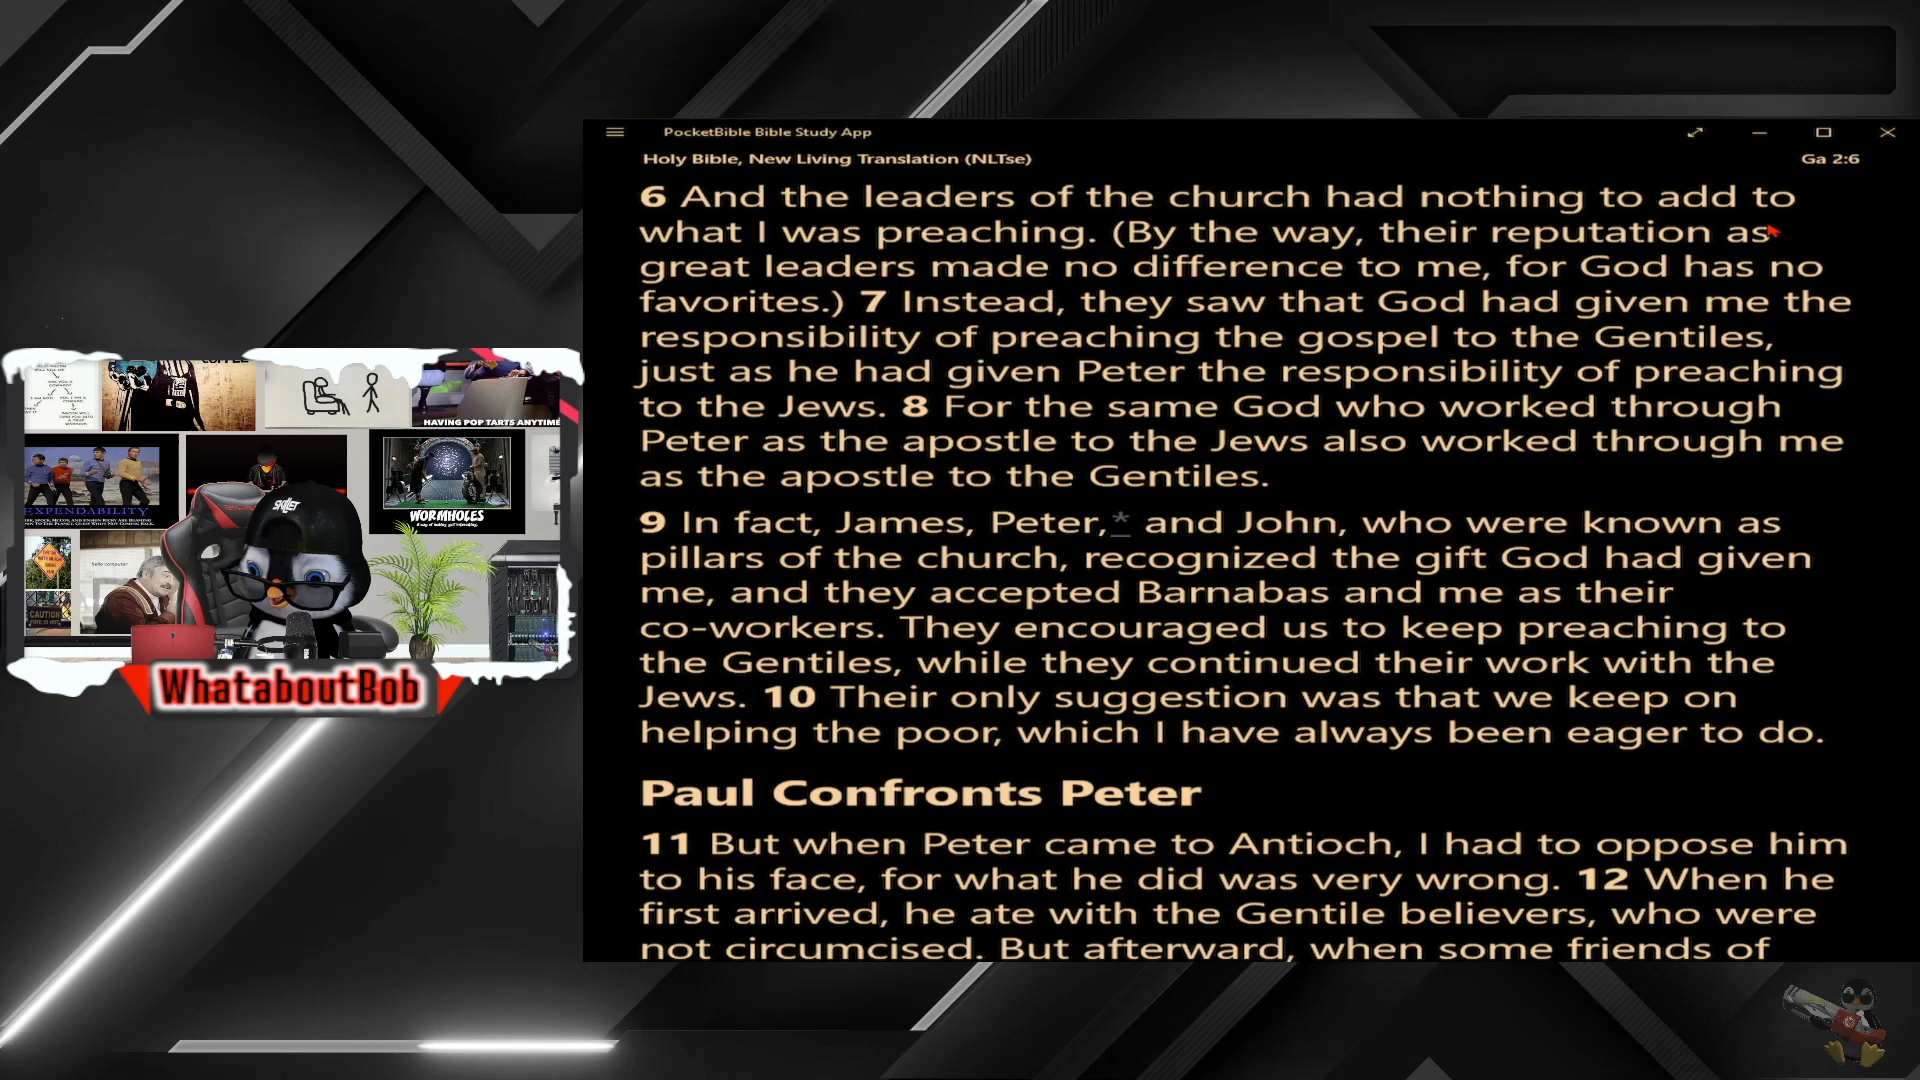 PocketBible Bible Study App
Holy Bible, New Living Translation (NLTse)
Ga 2:6
6 And the leaders of the church had nothing to add to
what I was preaching. (By the way, their reputation as
great leaders made no difference to me, for God has no
favorites.) 7 Instead, they saw that God had given me the
responsibility of preaching the gospel to the Gentiles,
just as he had given Peter the responsibility of preaching
to the Jews. 8 For the same God who worked through
Peter as the apostle to the Jews also worked through me
as the apostle to the Gentiles.
9 In fact, James, Peter,* and John, who were known as
pillars of the church, recognized the gift God had given
me, and they accepted Barnabas and me as their
co-workers. They encouraged us to keep preaching to
the Gentiles, while they continued their work with the
Jews. 10 Their only suggestion was that we keep on
helping the poor, which I have always been eager to do.
Paul Confronts Peter
11 But when Peter came to Antioch, I had to oppose him
to his face, for what he did was very wrong. 12 When he
first arrived, he ate with the Gentile believers, who were
not circumcised. But afterward, when some friends of
HAVING POP TARTS ANYTIME
EXPENDABILITY
WORMHOLES
hello computer
CAUTION
SKILLET
WhataboutBob